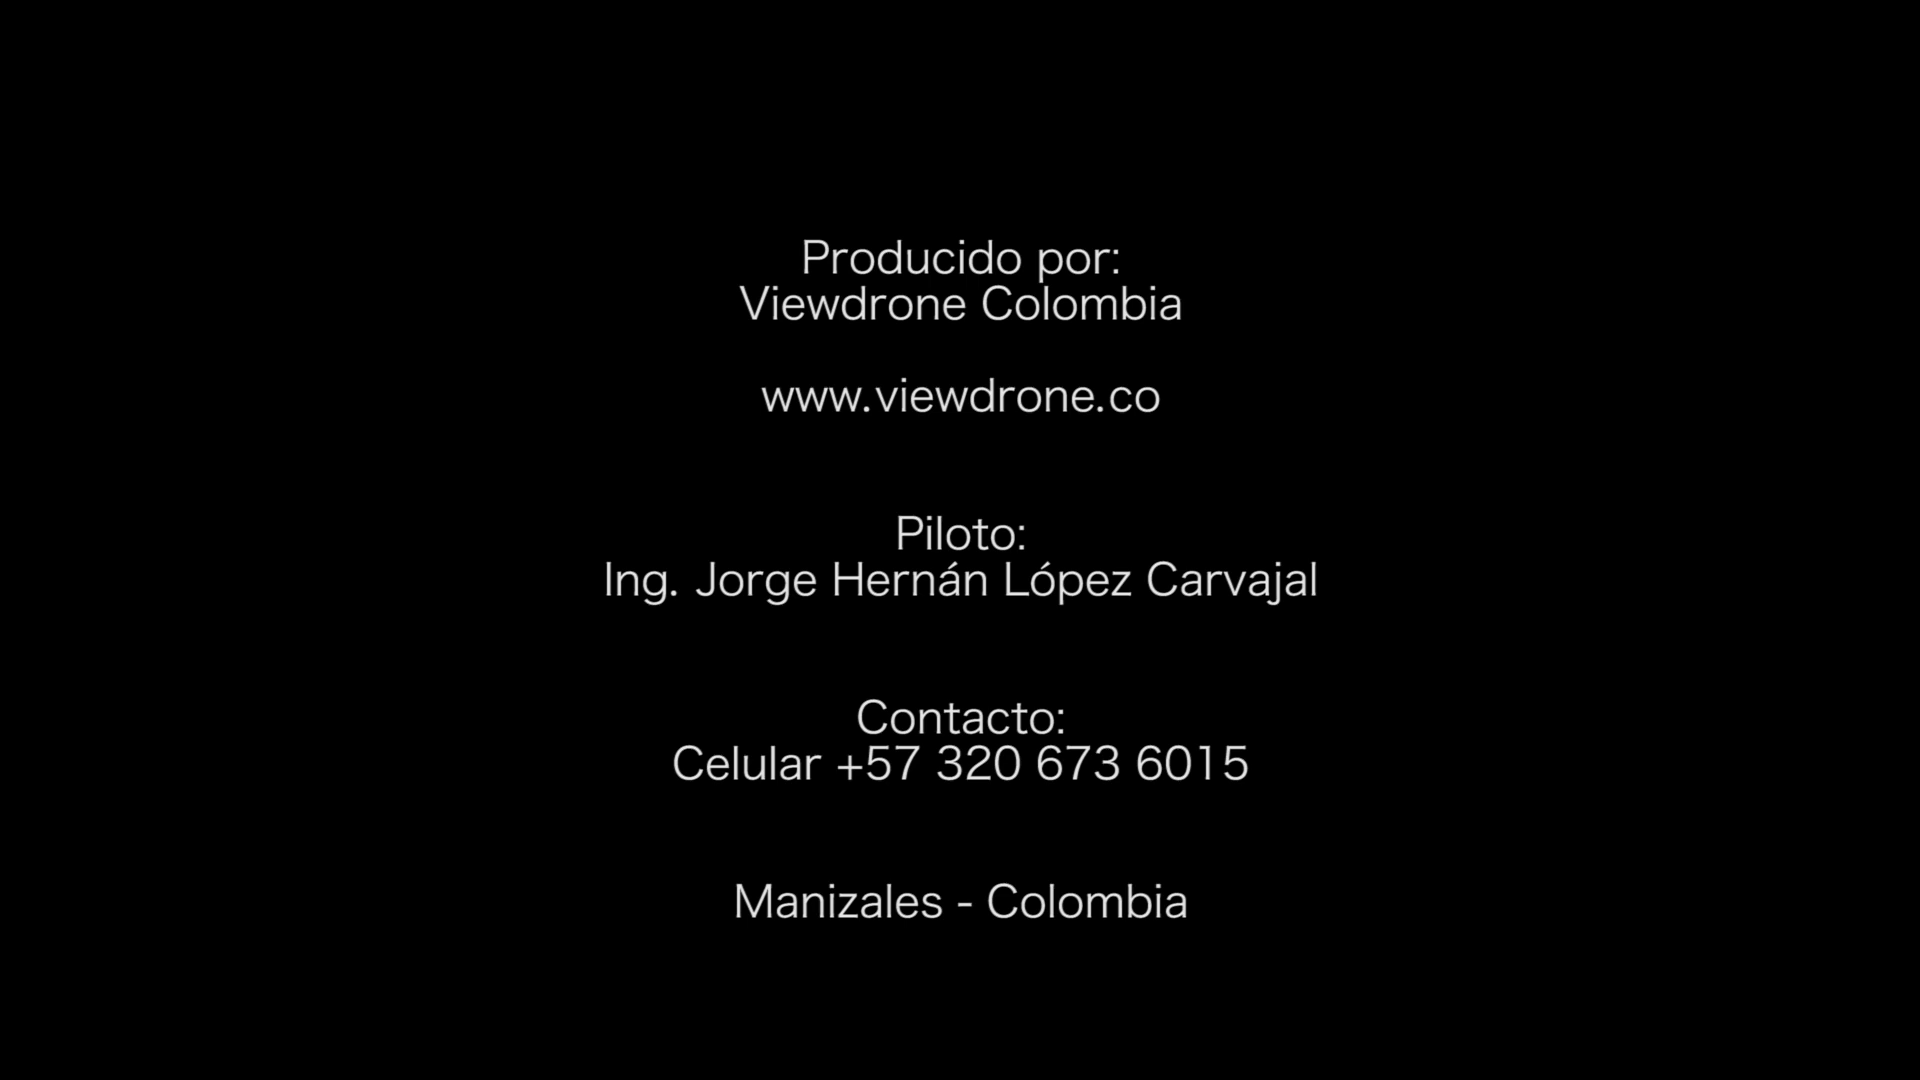 Producido por:
Viewdrone Colombia
www.viewdrone.co
Piloto:
Ing. Jorge Hernán López Carvajal
Contacto:
Celular +57 320 673 6015
Manizales - Colombia